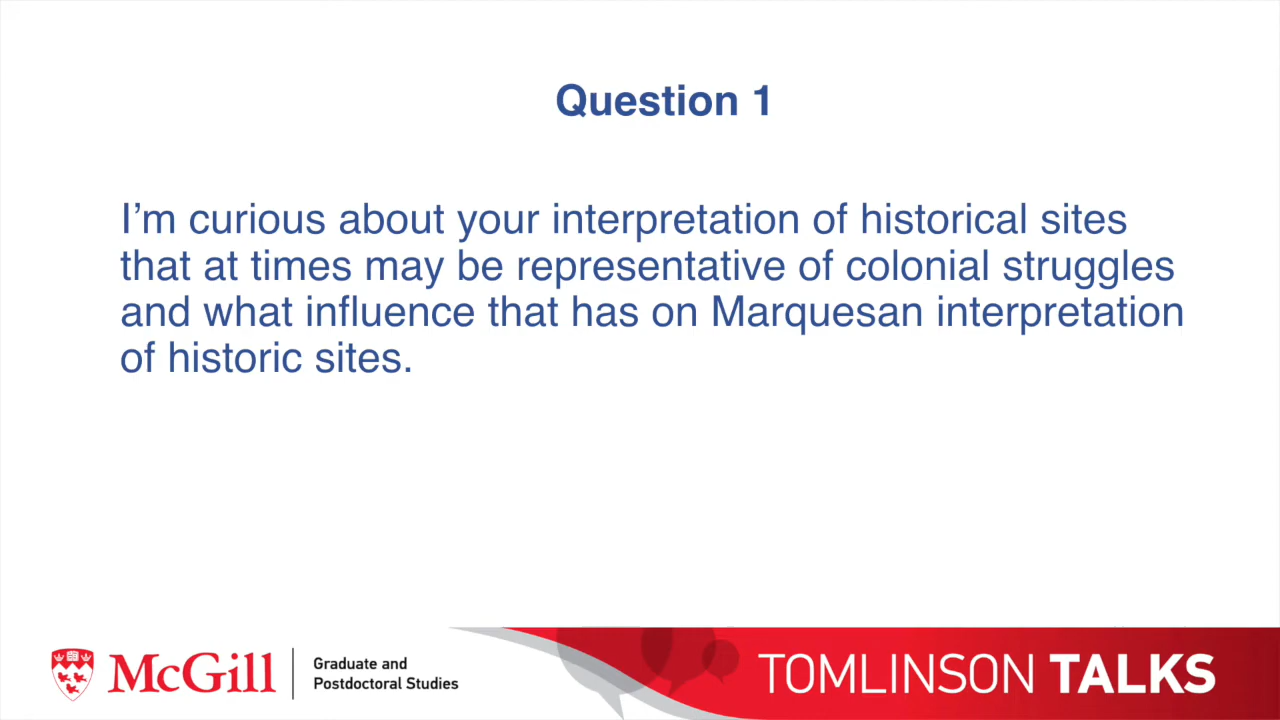 Question 1
I’m curious about your interpretation of historical sites
that at times may be representative of colonial struggles
and what influence that has on Marquesan interpretation
of historic sites.
McGill
Graduate and
Postdoctoral Studies
TOMLINSON TALKS